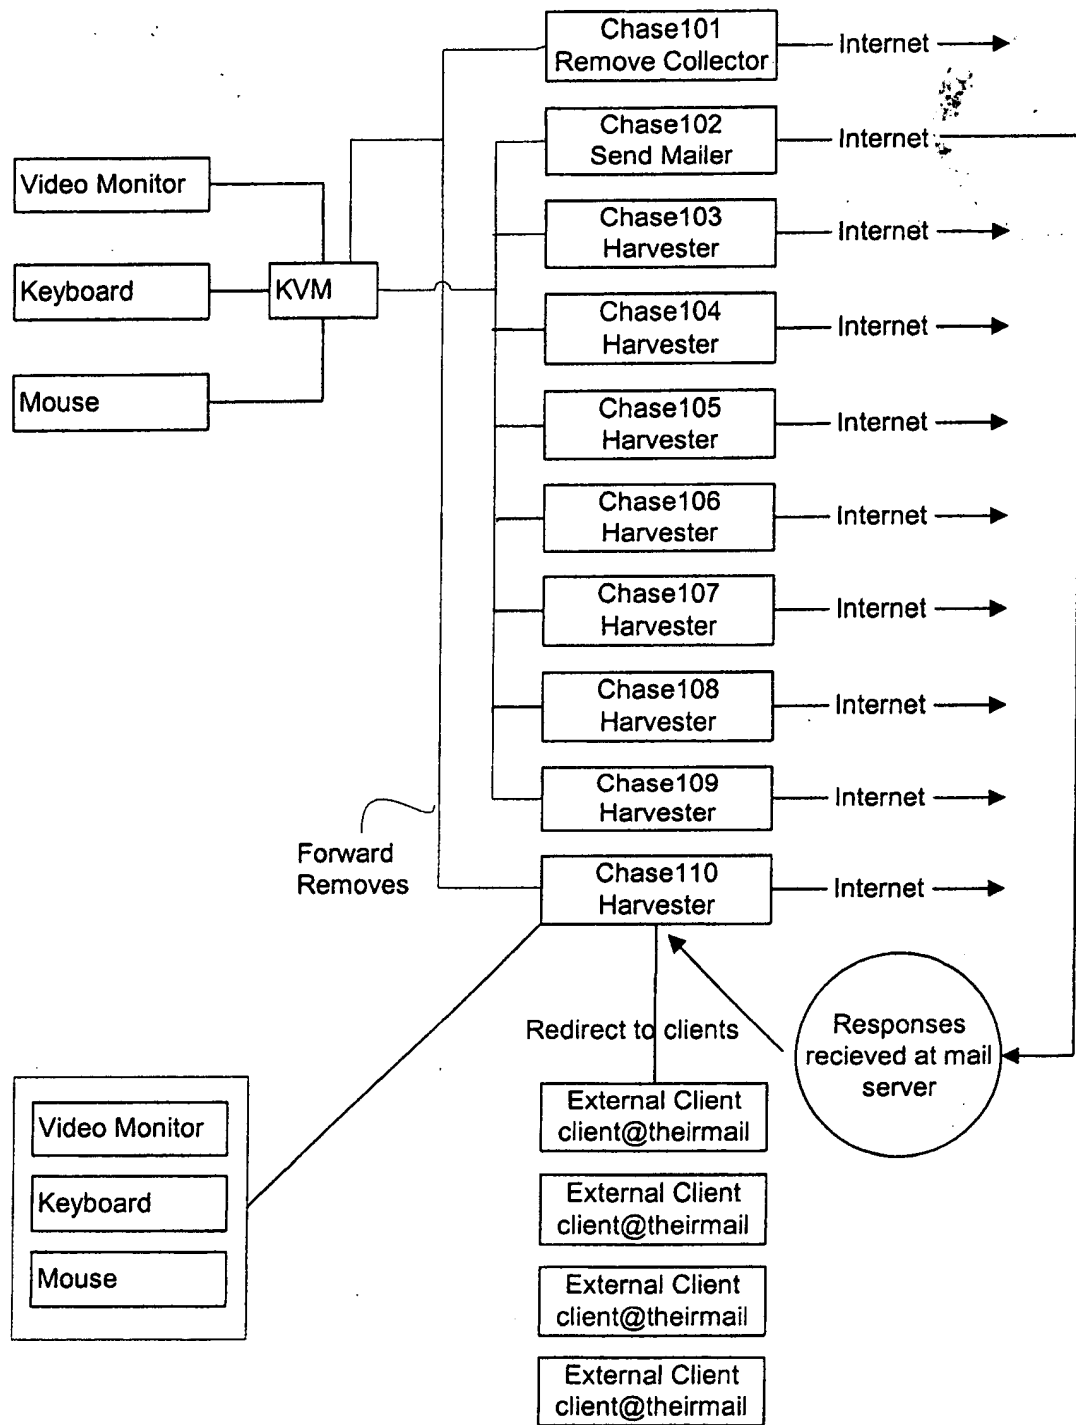 Chase101
Remove Collector
Internet
Chase102
Send Mailer
Internet
Video Monitor
Chase103
Harvester
Internet
Keyboard
KVM
Chase104
Harvester
Internet
Mouse
Chase105
Harvester
Internet
Chase106
Harvester
Internet
Chase107
Harvester
Internet
Chase108
Harvester
Internet
Chase109
Harvester
Internet
Forward
Removes
Chase110
Harvester
Internet
Redirect to clients
Responses
recieved at mail
server
Video Monitor
Keyboard
Mouse
External Client
client@theirmail
External Client
client@theirmail
External Client
client@theirmail
External Client
client@theirmail